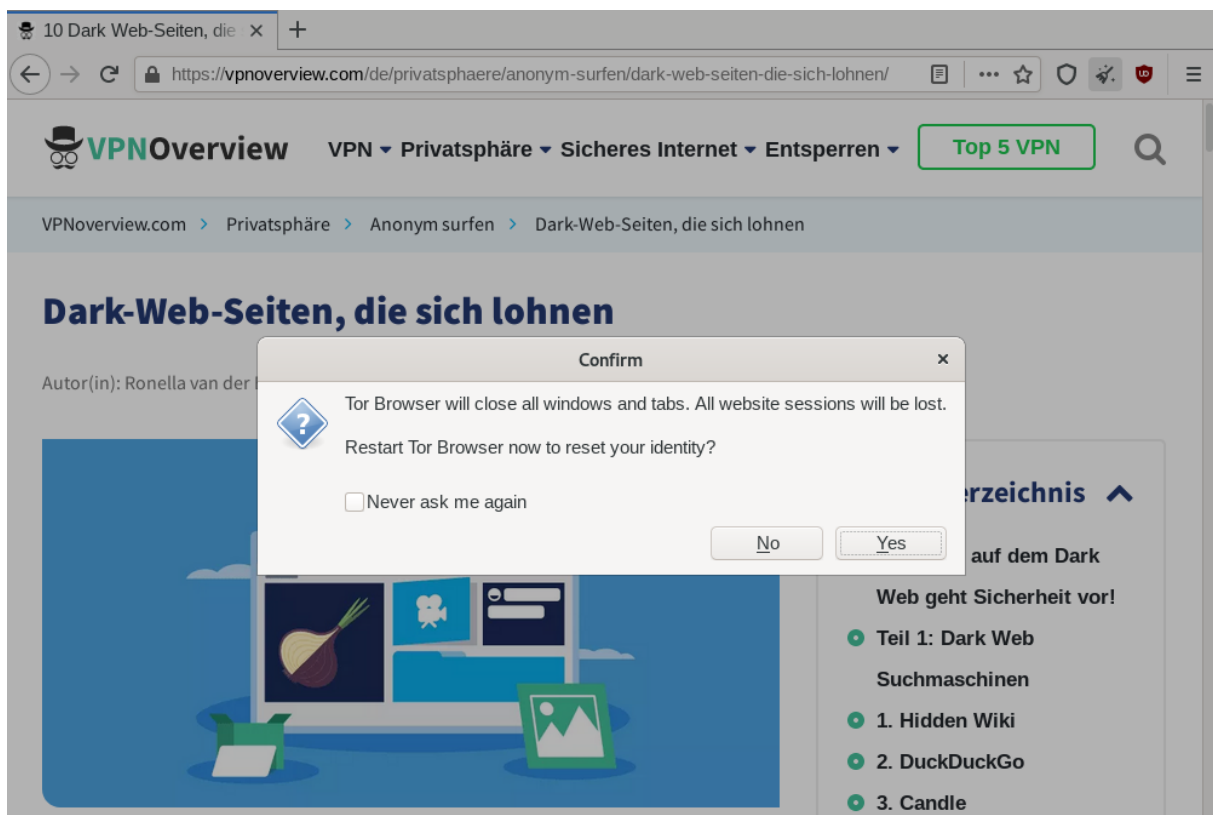 10 Dark Web-Seiten, die
https://vpnoverview.com/de/privatsphaere/anonym-surfen/dark-web-seiten-die-sich-lohnen/
VPNOverview VPN Privatsphäre Sicheres Internet Entsperren Top 5 VPN
VPNoverview.com > Privatsphäre > Anonym surfen > Dark-Web-Seiten, die sich lohnen
Dark-Web-Seiten, die sich lohnen
Autor(in): Ronella van der
Confirm
Tor Browser will close all windows and tabs. All website sessions will be lost.
Restart Tor Browser now to reset your identity?
Never ask me again
No Yes
erzeichnis
auf dem Dark
Web geht Sicherheit vor!
Teil 1: Dark Web
Suchmaschinen
1. Hidden Wiki
2. DuckDuckGo
3. Candle